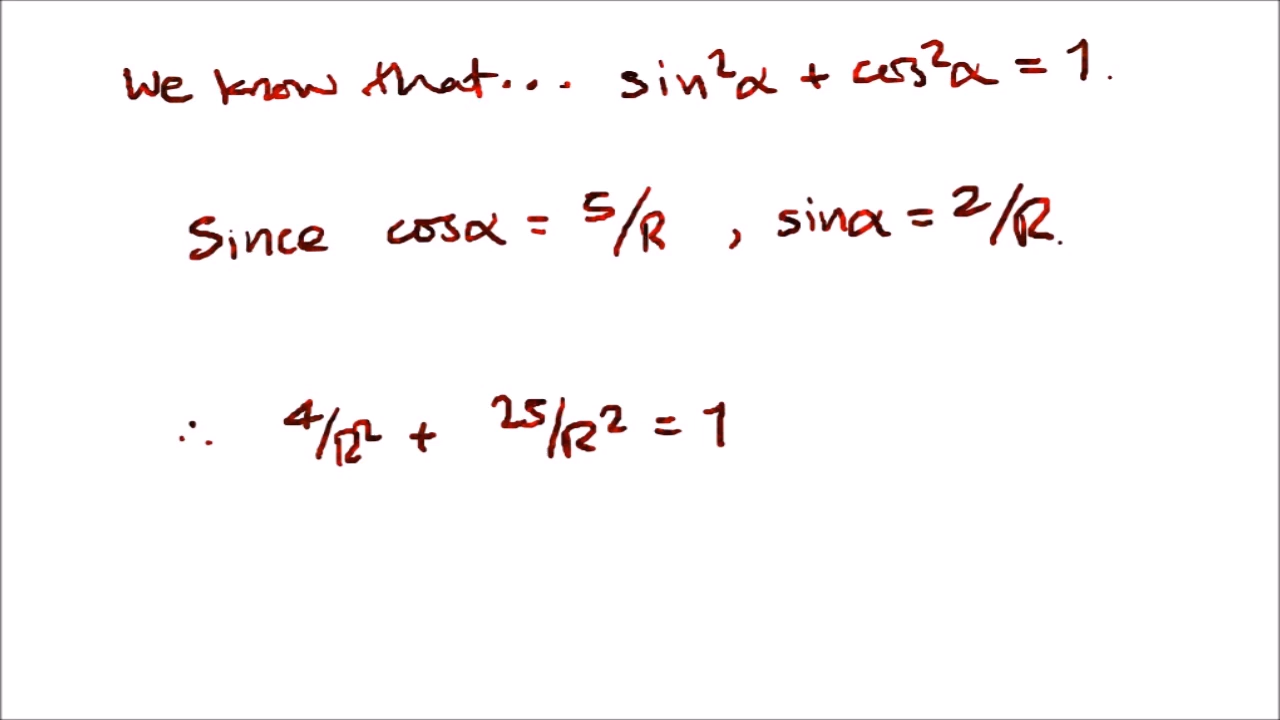 We know that... sin²α + cos²α = 1.
Since cosα = 5/R , sinα = 2/R.
∴ 4/R² + 25/R² = 1